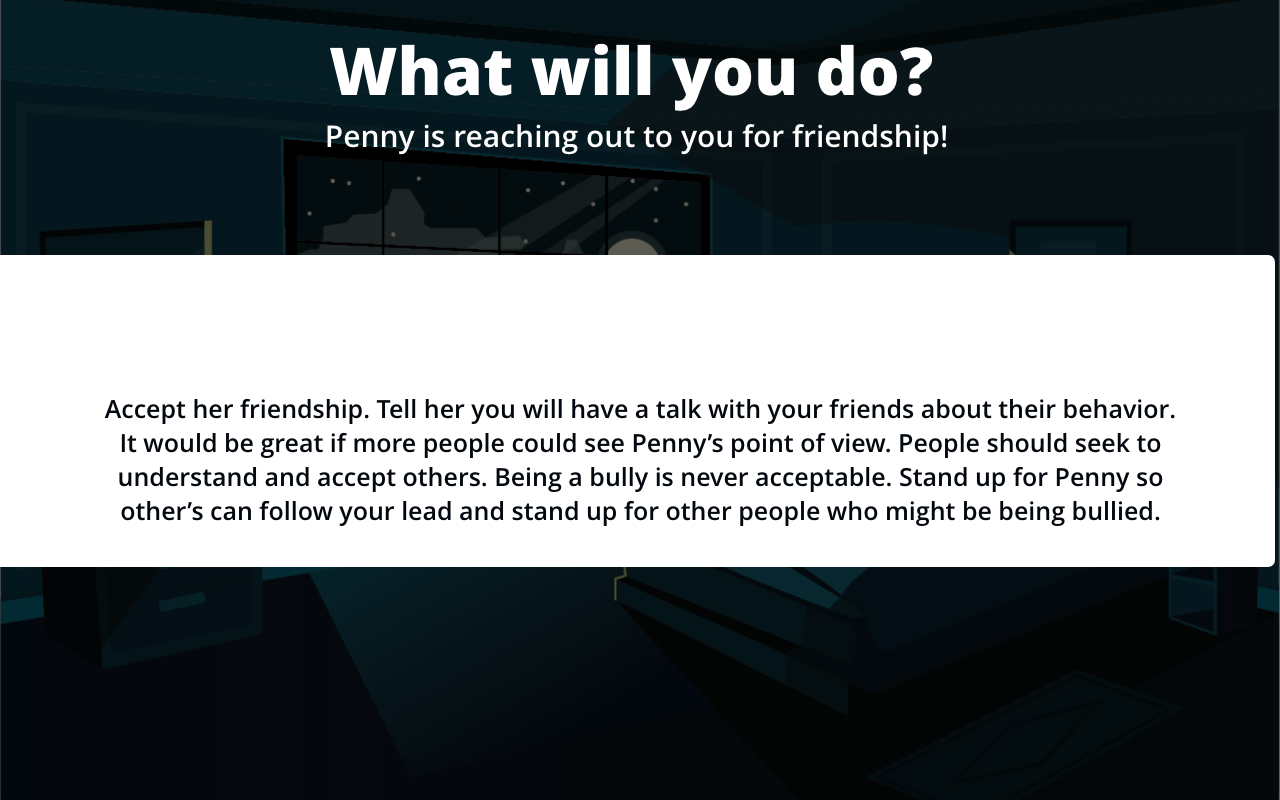 What will you do?
Penny is reaching out to you for friendship!
Accept her friendship. Tell her you will have a talk with your friends about their behavior.
It would be great if more people could see Penny’s point of view. People should seek to
understand and accept others. Being a bully is never acceptable. Stand up for Penny so
other’s can follow your lead and stand up for other people who might be being bullied.